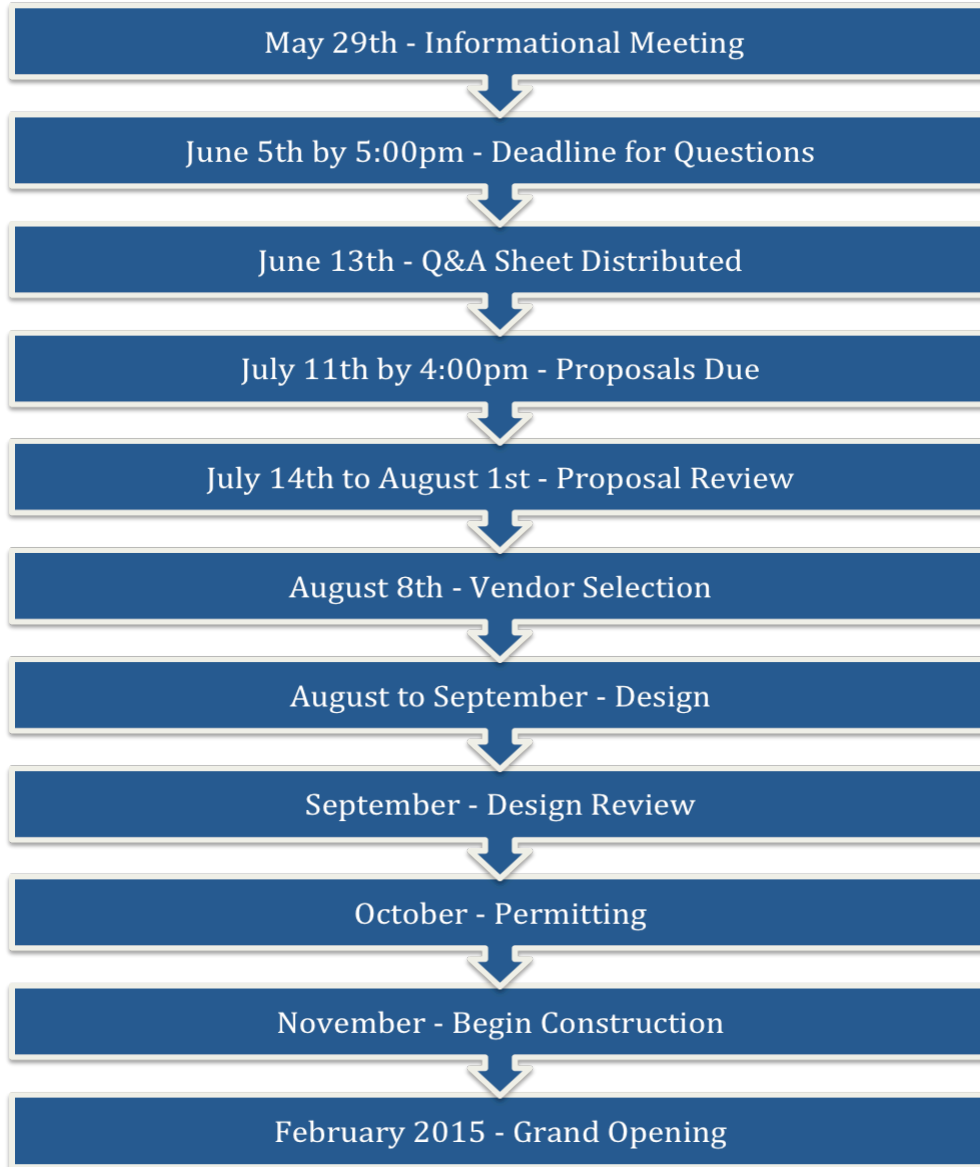 May 29th - Informational Meeting
June 5th by 5:00pm - Deadline for Questions
June 13th - Q&A Sheet Distributed
July 11th by 4:00pm - Proposals Due
July 14th to August 1st - Proposal Review
August 8th - Vendor Selection
August to September - Design
September - Design Review
October - Permitting
November - Begin Construction
February 2015 - Grand Opening